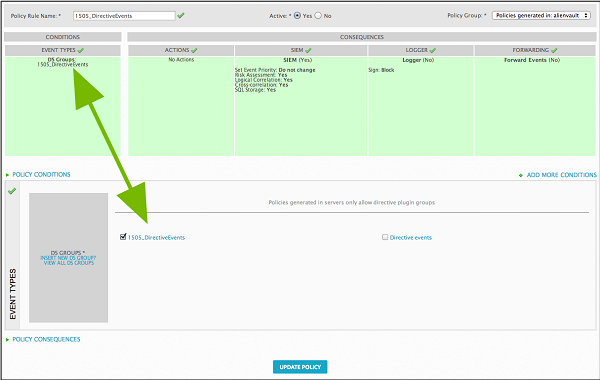 Policy Rule Name: * 1505_DirectiveEvents Active: * Yes No Policy Group: * Policies generated in: alienvault
CONDITIONS CONSEQUENCES
EVENT TYPES ACTIONS SIEM LOGGER FORWARDING
DS Groups: No Actions SIEM (Yes) Logger (No) Forward Events (No)
1505_DirectiveEvents
Set Event Priority: Do not change Sign: Block
Risk Assessment: Yes
Logical Correlation: Yes
Cross-correlation: Yes
SQL Storage: Yes
POLICY CONDITIONS ADD MORE CONDITIONS
Policies generated in servers only allow directive plugin groups
1505_DirectiveEvents Directive events
DS GROUPS *
INSERT NEW DS GROUP?
VIEW ALL DS GROUPS
EVENT TYPES
POLICY CONSEQUENCES
UPDATE POLICY